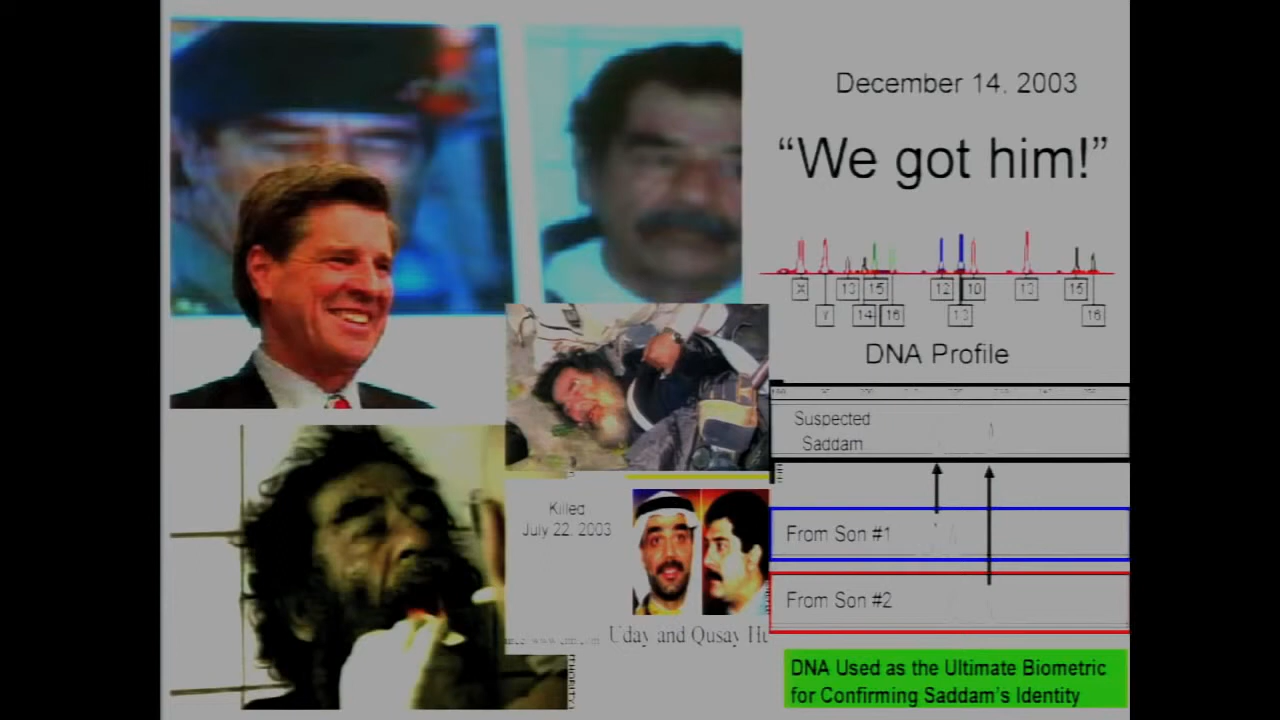 December 14, 2003
“We got him!”
X 13 15 12 10 13 15
Y 14 16 13 16
DNA Profile
Suspected
Saddam
Killed
July 22, 2003
From Son #1
From Son #2
Uday and Qusay Hu
DNA Used as the Ultimate Biometric
for Confirming Saddam’s Identity